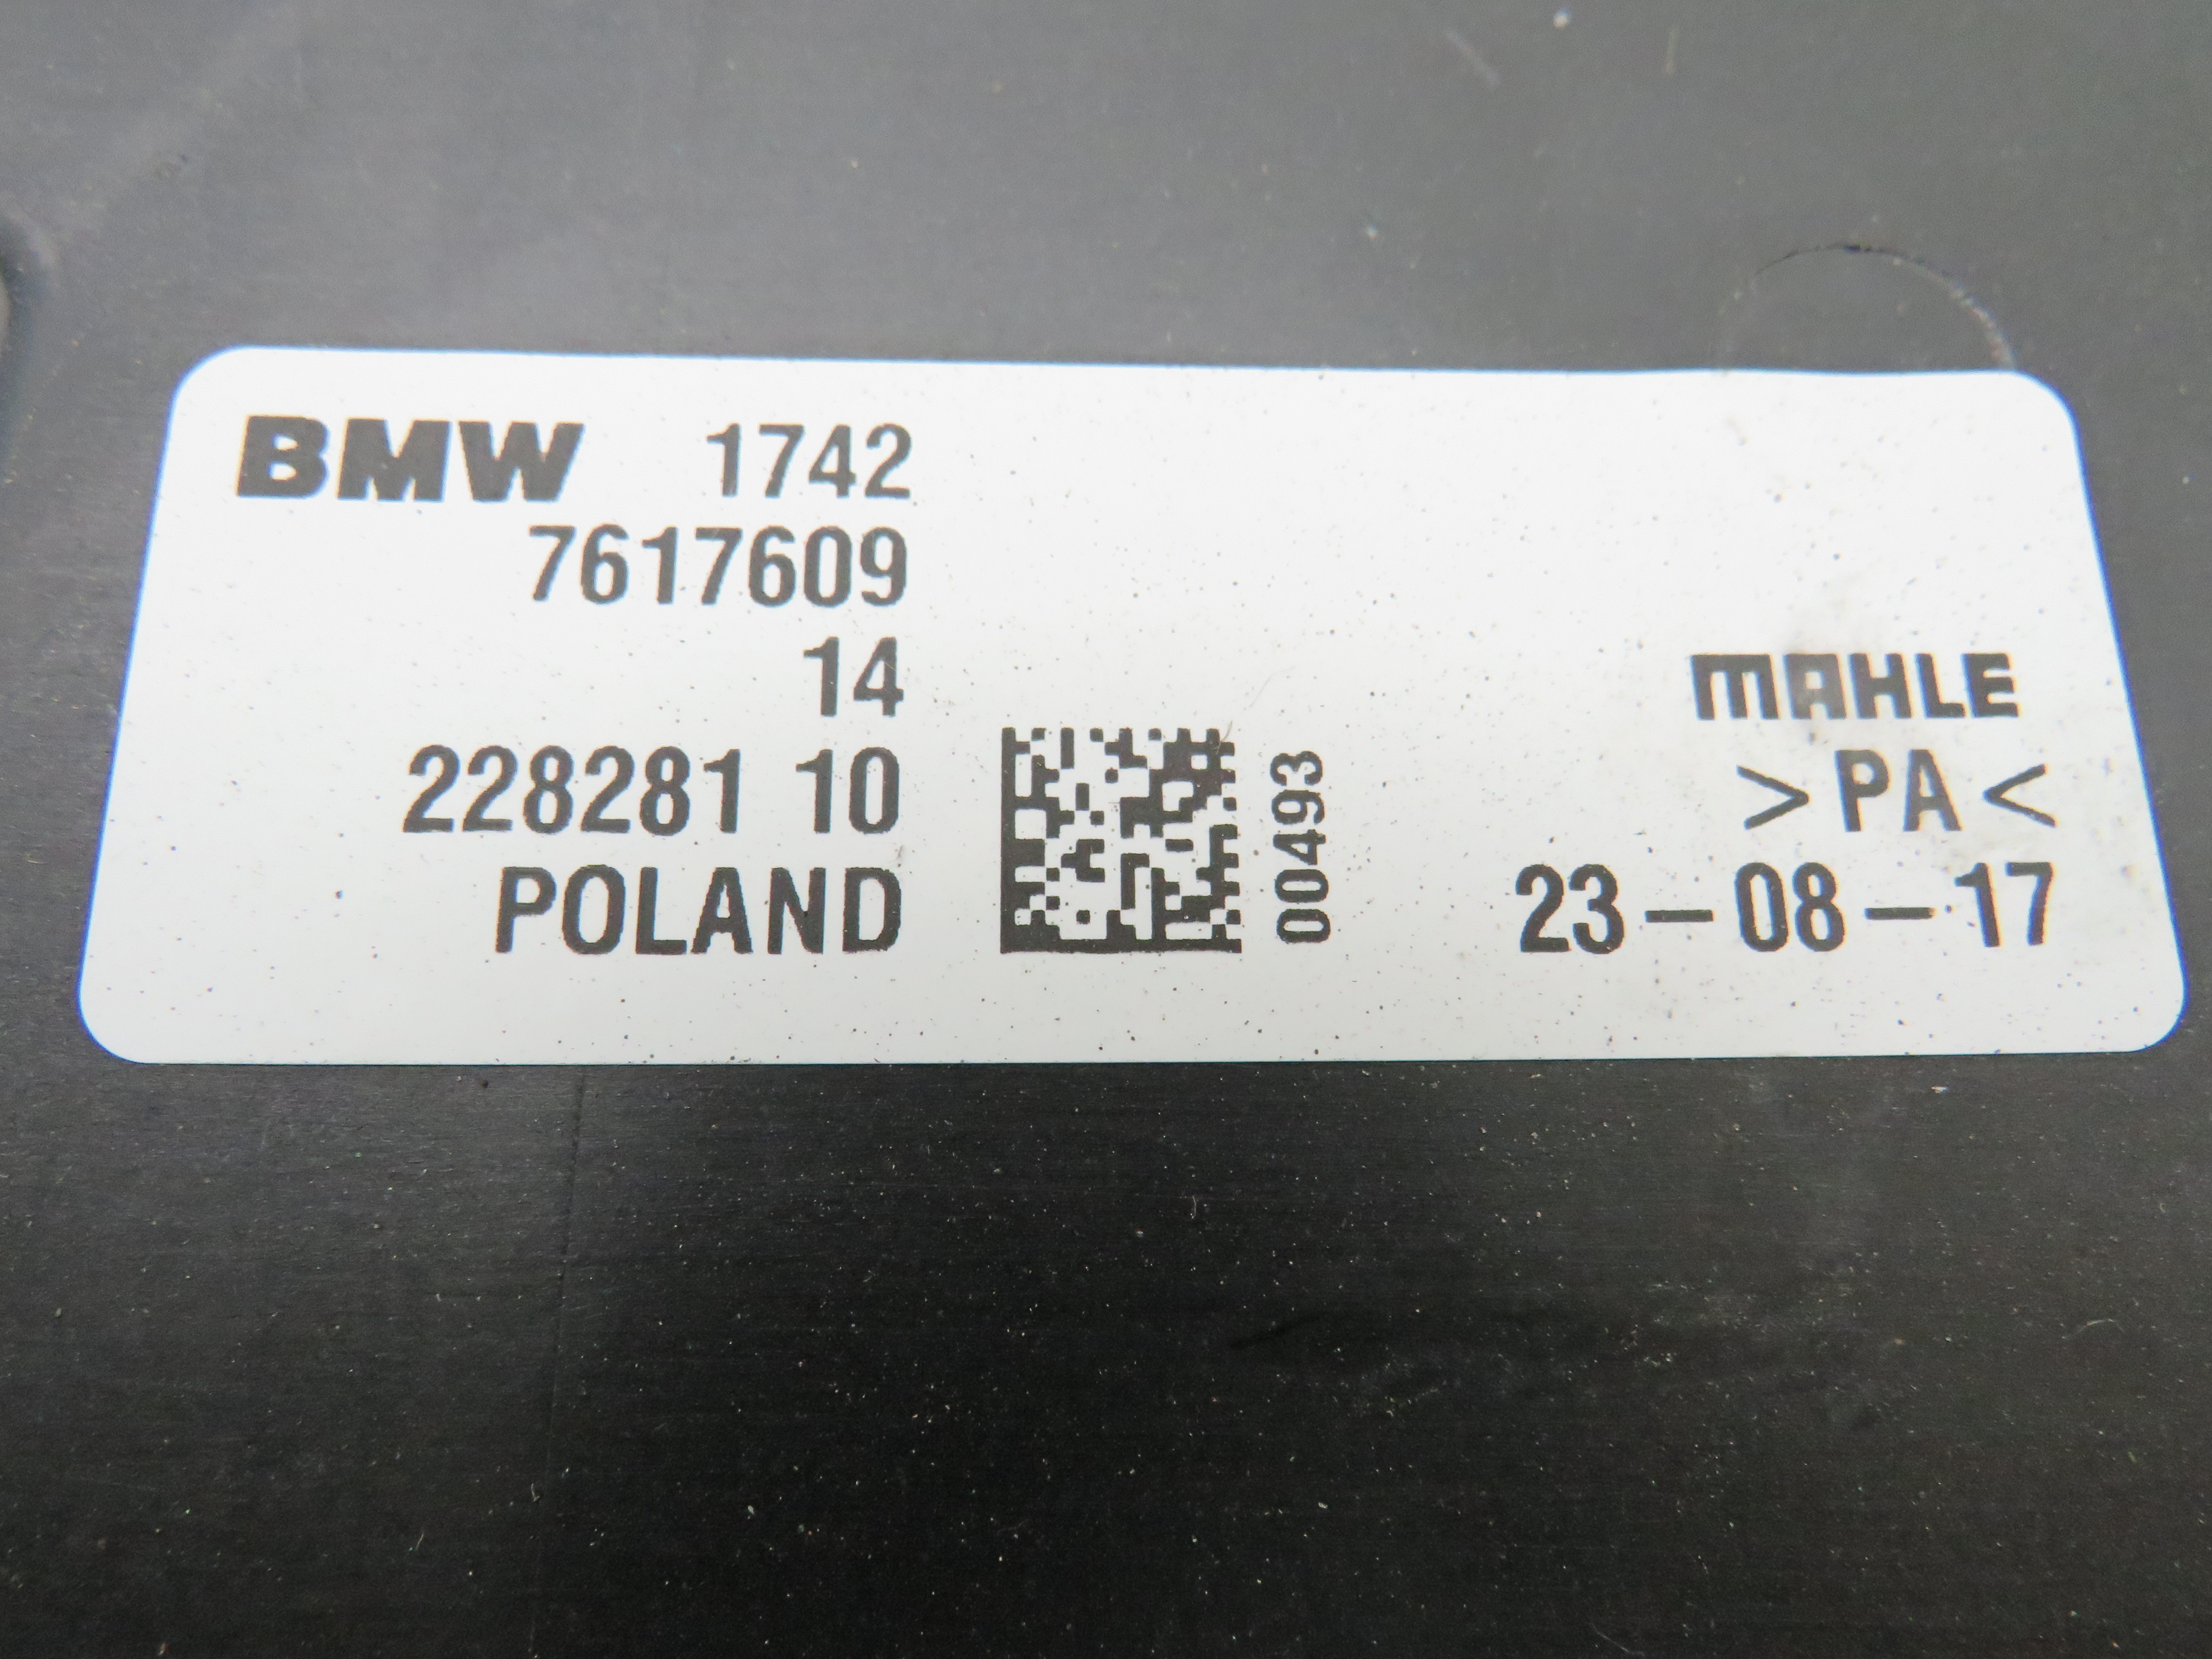 BMW 1742
7617609
14
228281 10
POLAND
00493
MAHLE
>PA<
23-08-17